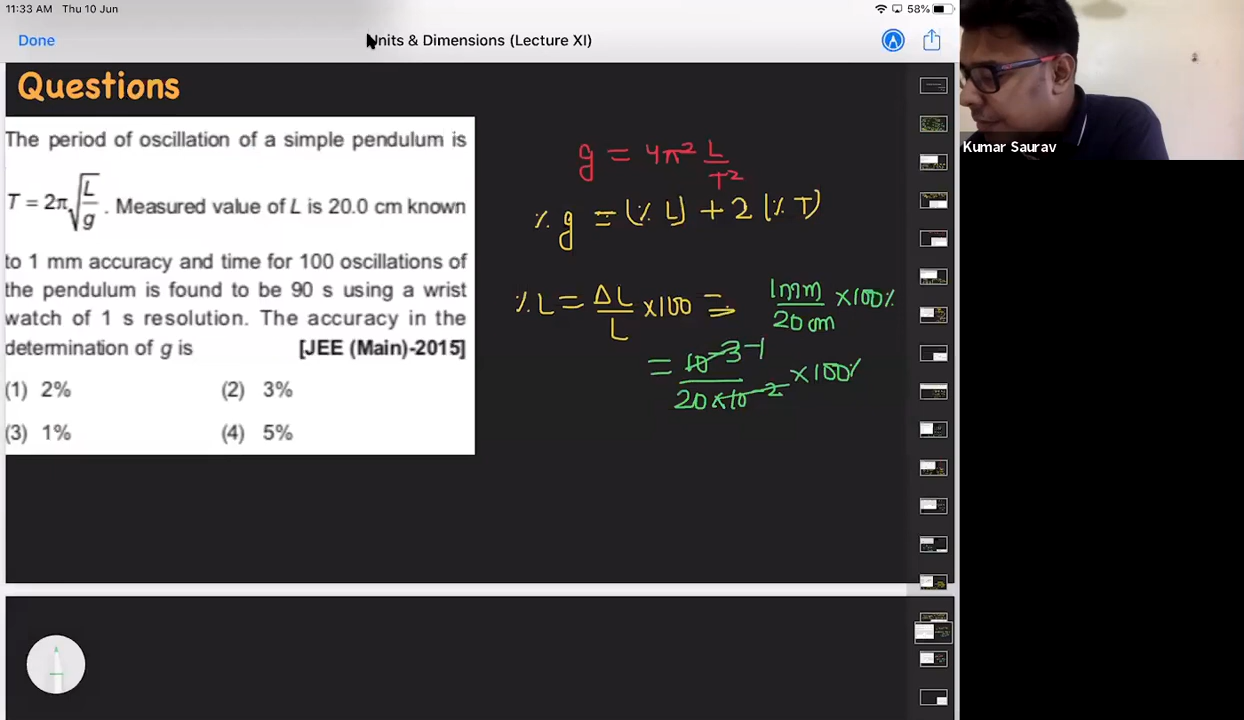 11:33 AM Thu 10 Jun
58%
Done
Units & Dimensions (Lecture XI)
Questions
The period of oscillation of a simple pendulum is
T = 2π√(L/g) . Measured value of L is 20.0 cm known
to 1 mm accuracy and time for 100 oscillations of
the pendulum is found to be 90 s using a wrist
watch of 1 s resolution. The accuracy in the
determination of g is [JEE (Main)-2015]
(1) 2% (2) 3%
(3) 1% (4) 5%
g = 4π² L/T²
% g = (% L) + 2 (% T)
% L = ΔL/L ×100 ⇒ 1mm/20cm ×100%
= 10⁻³ ⁻¹/20×10⁻² ×100%
Kumar Saurav